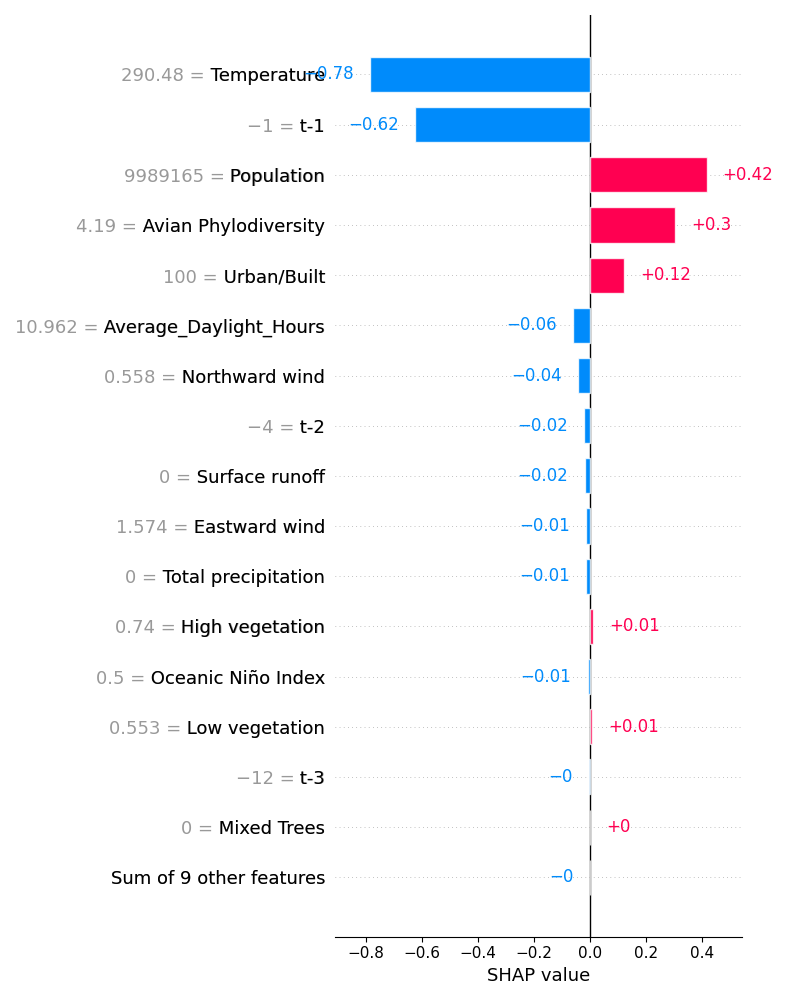 290.48 = Temperature −0.78
−1 = t-1 −0.62
9989165 = Population +0.42
4.19 = Avian Phylodiversity +0.3
100 = Urban/Built +0.12
10.962 = Average_Daylight_Hours −0.06
0.558 = Northward wind −0.04
−4 = t-2 −0.02
0 = Surface runoff −0.02
1.574 = Eastward wind −0.01
0 = Total precipitation −0.01
0.74 = High vegetation +0.01
0.5 = Oceanic Niño Index −0.01
0.553 = Low vegetation +0.01
−12 = t-3 −0
0 = Mixed Trees +0
Sum of 9 other features −0
−0.8 −0.6 −0.4 −0.2 0.0 0.2 0.4
SHAP value